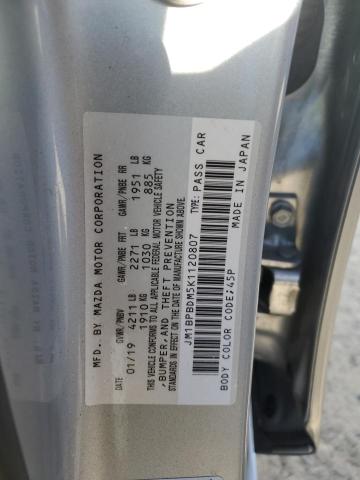 MFD. BY MAZDA MOTOR CORPORATION
DATE GVWR/PNBV GAWR/PNBE FRT. GAWR/PNBE RR
01/19 4211 LB 2271 LB 1951 LB
1910 KG 1030 KG 885 KG
THIS VEHICLE CONFORMS TO ALL APPLICABLE FEDERAL MOTOR VEHICLE SAFETY
,BUMPER,AND THEFT PREVENTION
STANDARDS IN EFFECT ON THE DATE OF MANUFACTURE SHOWN ABOVE.
JM1BPBDM5K1120807 TYPE:PASS CAR
BODY COLOR CODE;45P MADE IN JAPAN